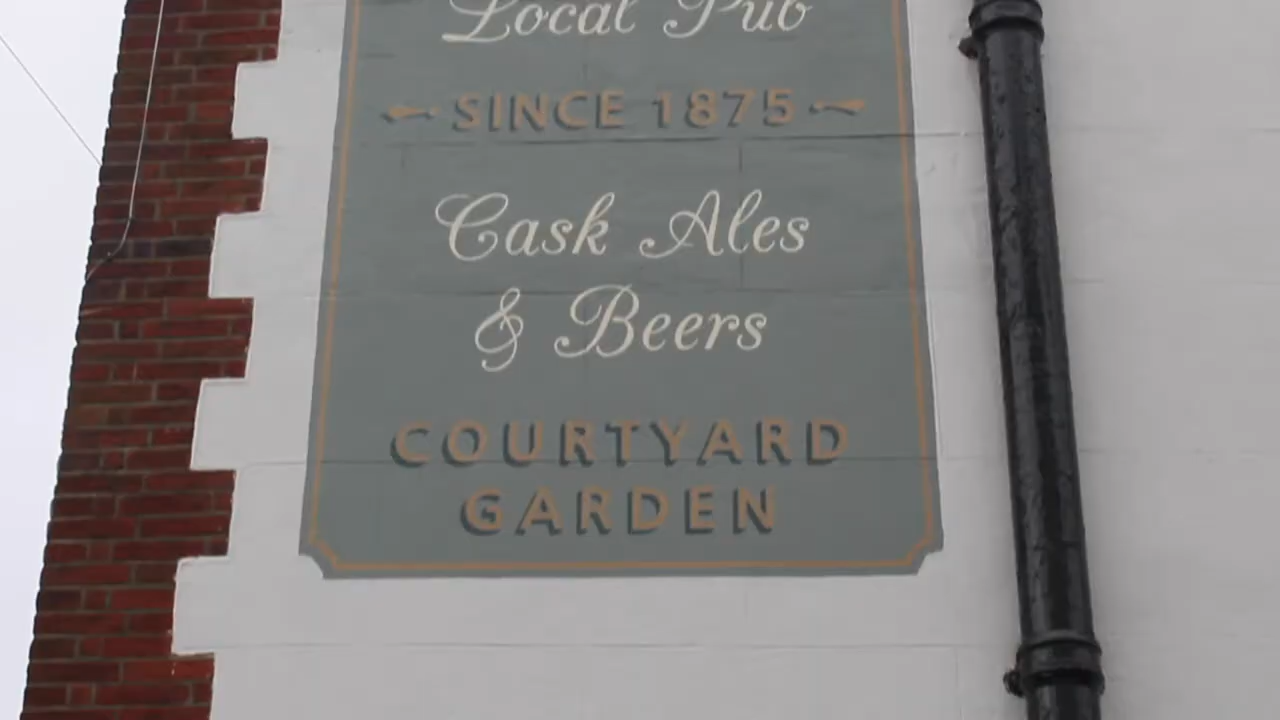 Local Pub
SINCE 1875
Cask Ales
& Beers
COURTYARD
GARDEN